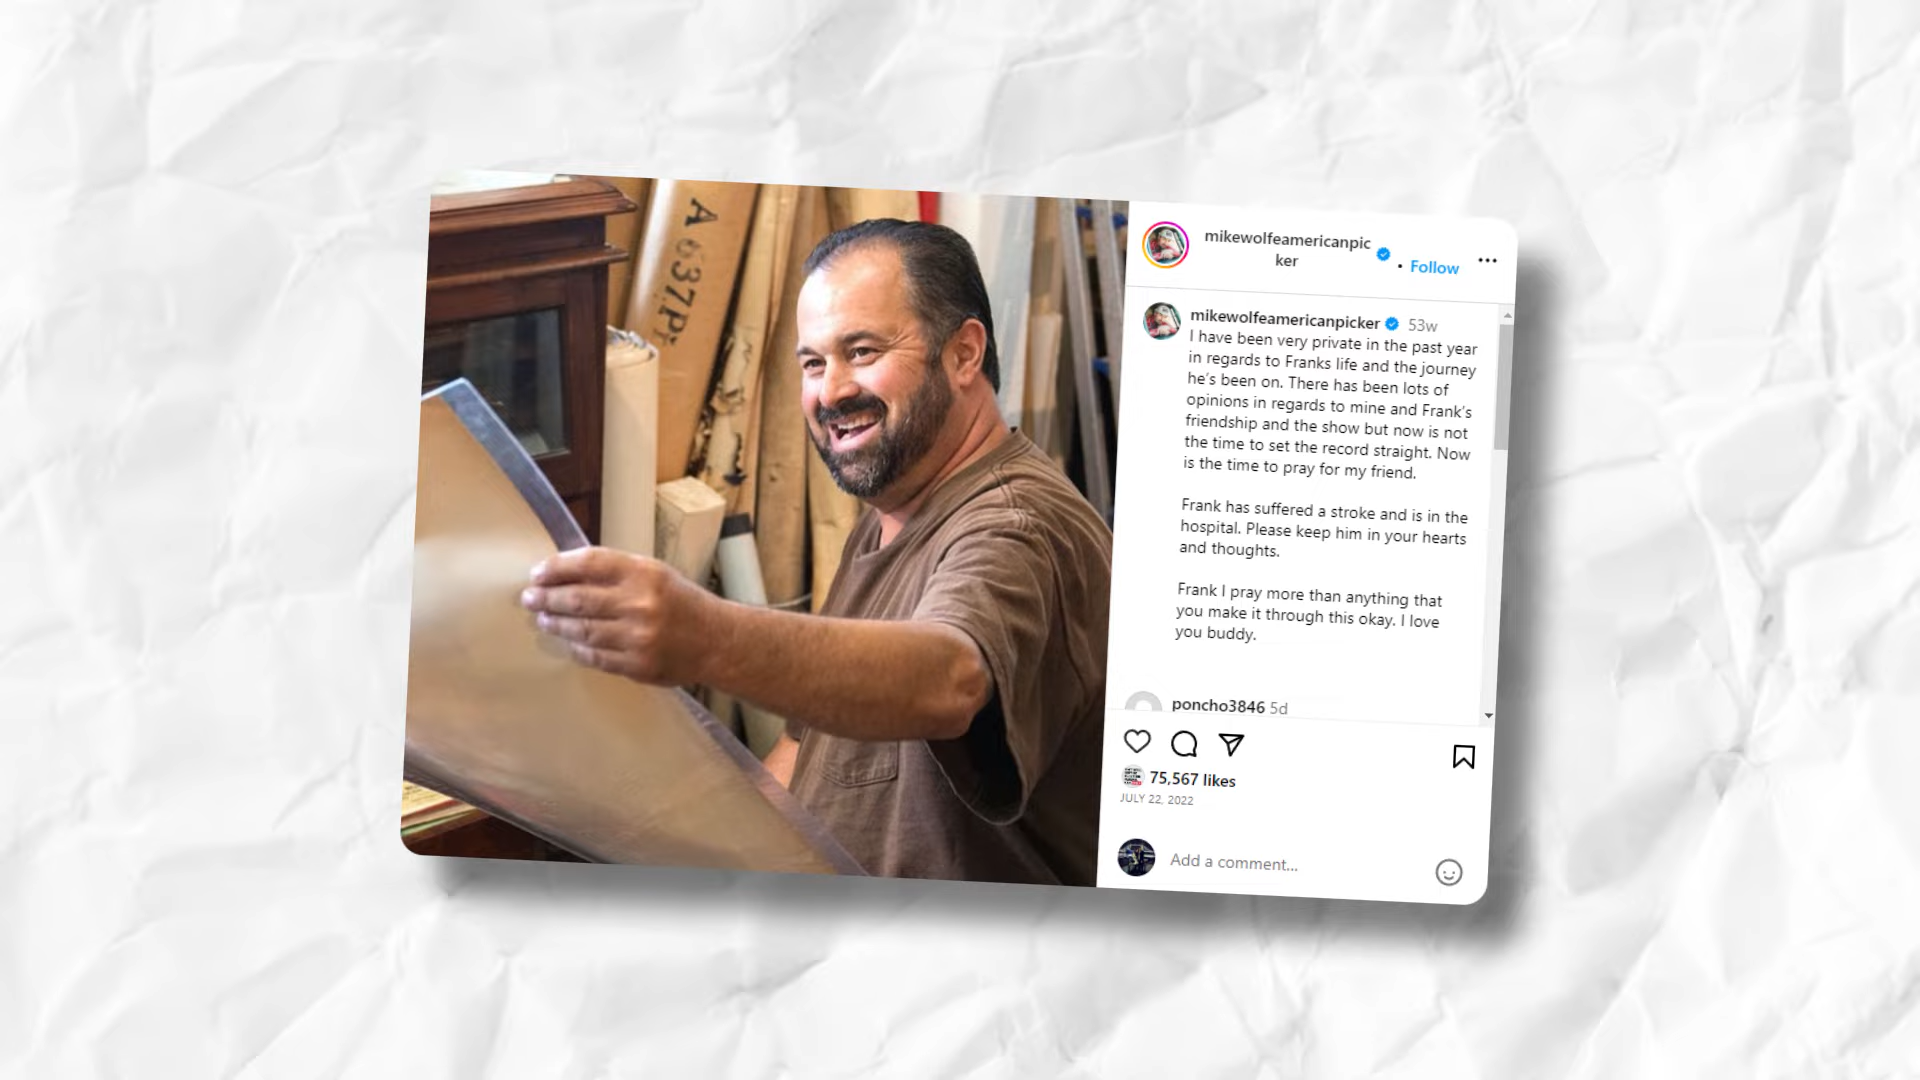 A 637PY
mikewolfeamericanpic
ker
• Follow
mikewolfeamericanpicker 53w
I have been very private in the past year
in regards to Franks life and the journey
he's been on. There has been lots of
opinions in regards to mine and Frank's
friendship and the show but now is not
the time to set the record straight. Now
is the time to pray for my friend.
Frank has suffered a stroke and is in the
hospital. Please keep him in your hearts
and thoughts.
Frank I pray more than anything that
you make it through this okay. I love
you buddy.
poncho3846 5d
75,567 likes
JULY 22, 2022
Add a comment...